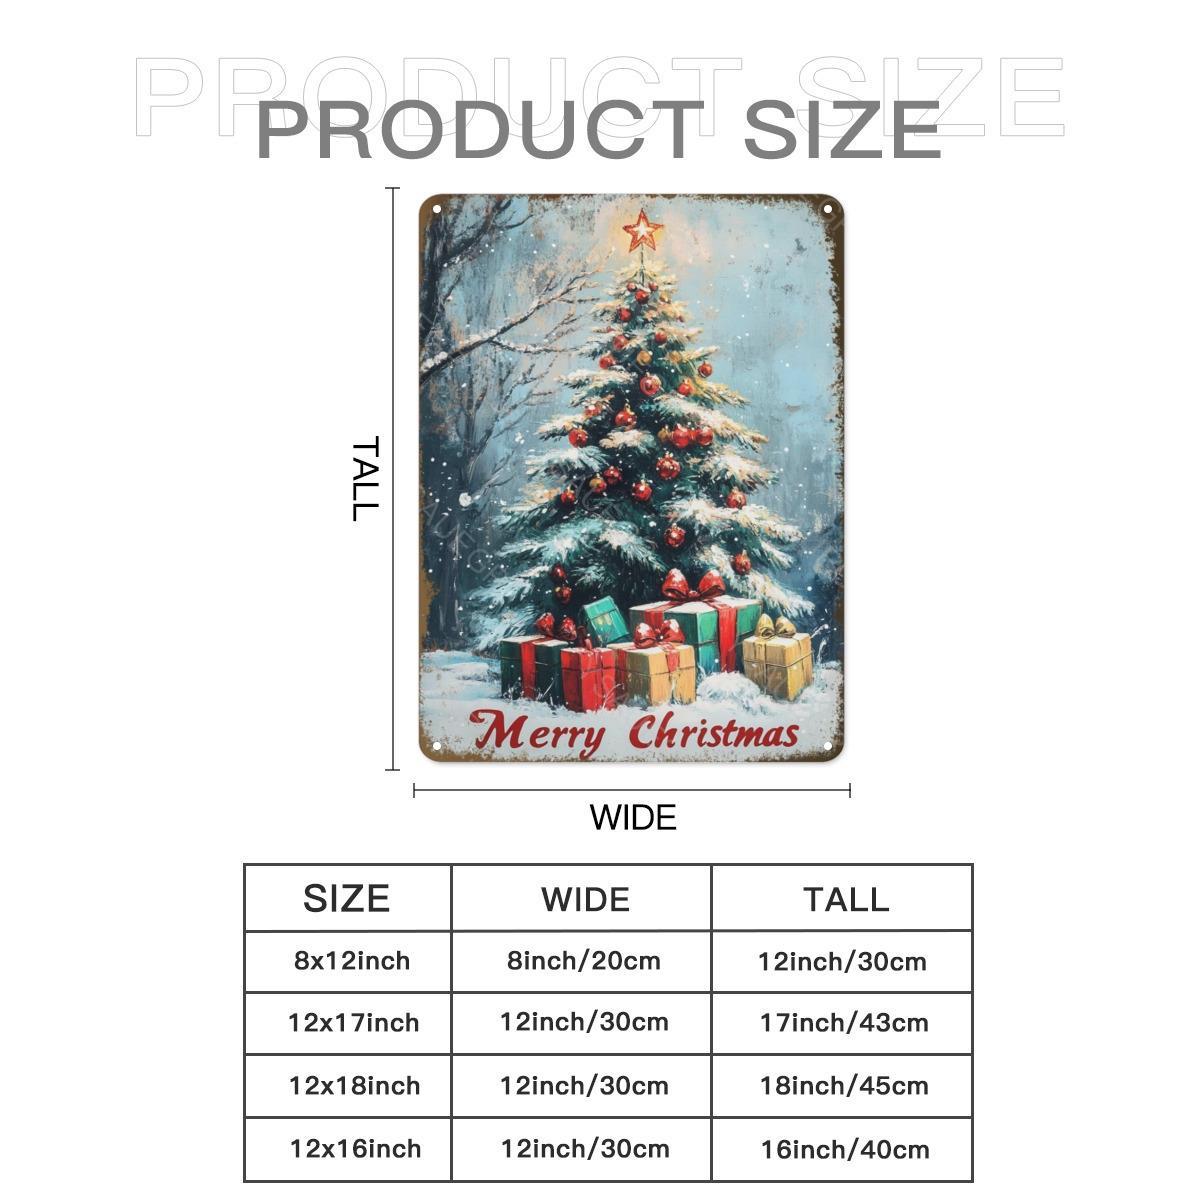 PRODUCT SIZE
PRODUCT SIZE
TALL
Merry Christmas
WIDE
SIZE WIDE TALL
8x12inch 8inch/20cm 12inch/30cm
12x17inch 12inch/30cm 17inch/43cm
12x18inch 12inch/30cm 18inch/45cm
12x16inch 12inch/30cm 16inch/40cm